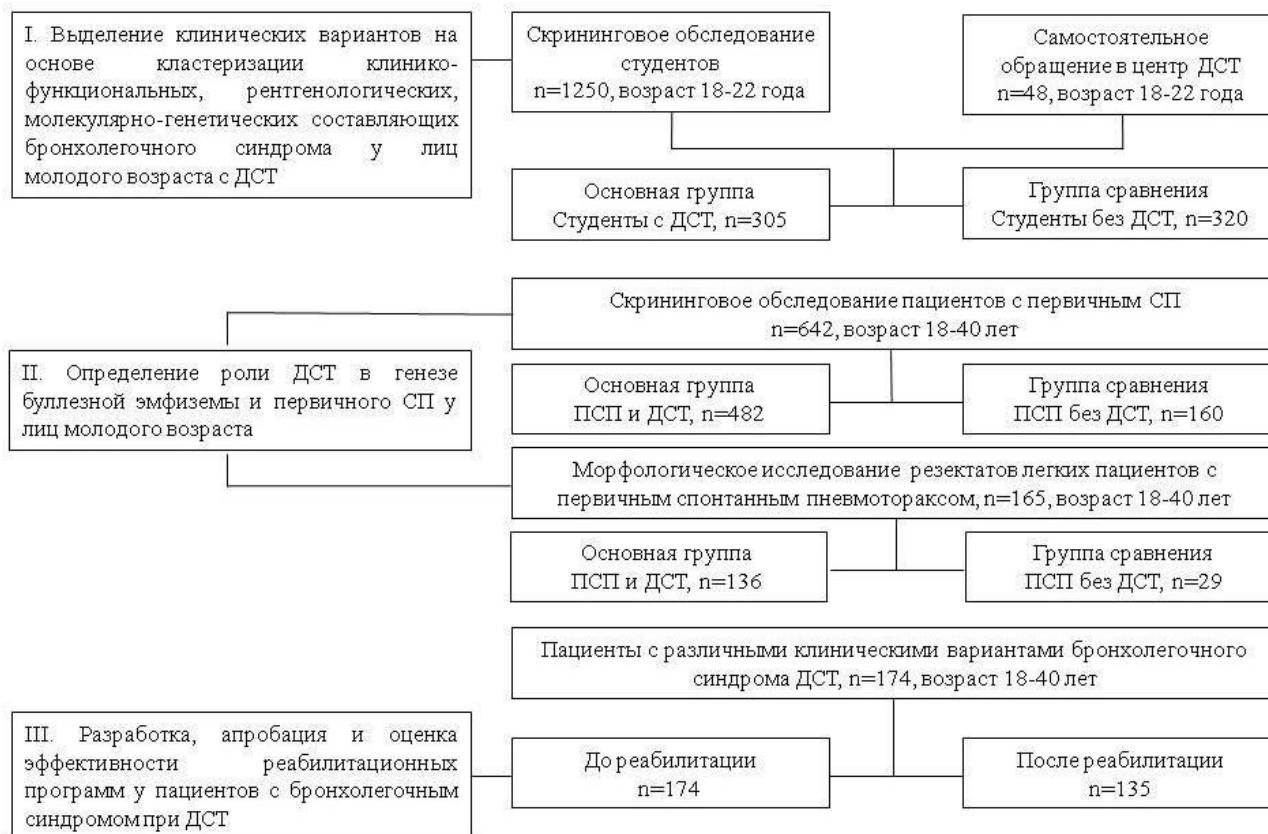 I. Выделение клинических вариантов на
основе кластеризации клинико-
функциональных, рентгенологических,
молекулярно-генетических составляющих
бронхолегочного синдрома у лиц
молодого возраста с ДСТ
Скрининговое обследование
студентов
n=1250, возраст 18-22 года
Самостоятельное
обращение в центр ДСТ
n=48, возраст 18-22 года
Основная группа
Студенты с ДСТ, n=305
Группа сравнения
Студенты без ДСТ, n=320
Скрининговое обследование пациентов с первичным СП
n=642, возраст 18-40 лет
II. Определение роли ДСТ в генезе
буллезной эмфиземы и первичного СП у
лиц молодого возраста
Основная группа
ПСП и ДСТ, n=482
Группа сравнения
ПСП без ДСТ, n=160
Морфологическое исследование резектатов легких пациентов с
первичным спонтанным пневмотораксом, n=165, возраст 18-40 лет
Основная группа
ПСП и ДСТ, n=136
Группа сравнения
ПСП без ДСТ, n=29
Пациенты с различными клиническими вариантами бронхолегочного
синдрома ДСТ, n=174, возраст 18-40 лет
III. Разработка, апробация и оценка
эффективности реабилитационных
программ у пациентов с бронхолегочным
синдромом при ДСТ
До реабилитации
n=174
После реабилитации
n=135